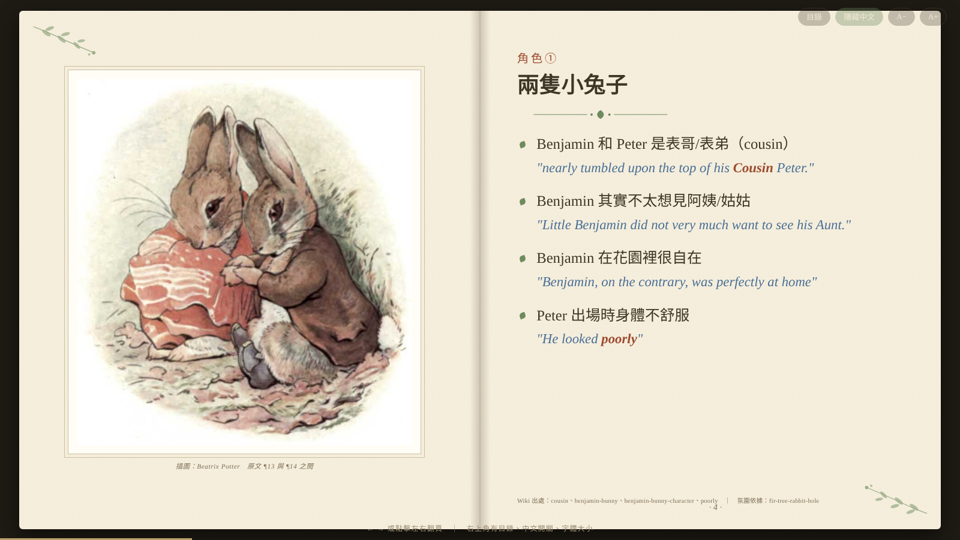 目錄 隱藏中文 A− A+
角色①
兩隻小兔子
Benjamin 和 Peter 是表哥/表弟（cousin）
"nearly tumbled upon the top of his Cousin Peter."
Benjamin 其實不太想見阿姨/姑姑
"Little Benjamin did not very much want to see his Aunt."
Benjamin 在花園裡很自在
"Benjamin, on the contrary, was perfectly at home"
Peter 出場時身體不舒服
"He looked poorly"
插圖：Beatrix Potter 原文 ¶13 與 ¶14 之間
Wiki 出處：cousin、benjamin-bunny、benjamin-bunny-character、poorly ｜ 氛圍依據：fir-tree-rabbit-hole
· 4 ·